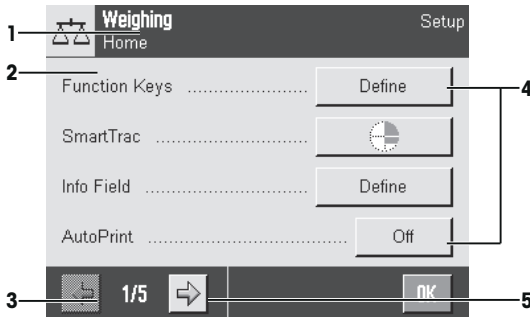 Weighing
Setup
1
Home
2
Function Keys ...................... Define
4
SmartTrac ......................
Info Field ......................... Define
AutoPrint ..................................... Off
3
1/5
OK
5